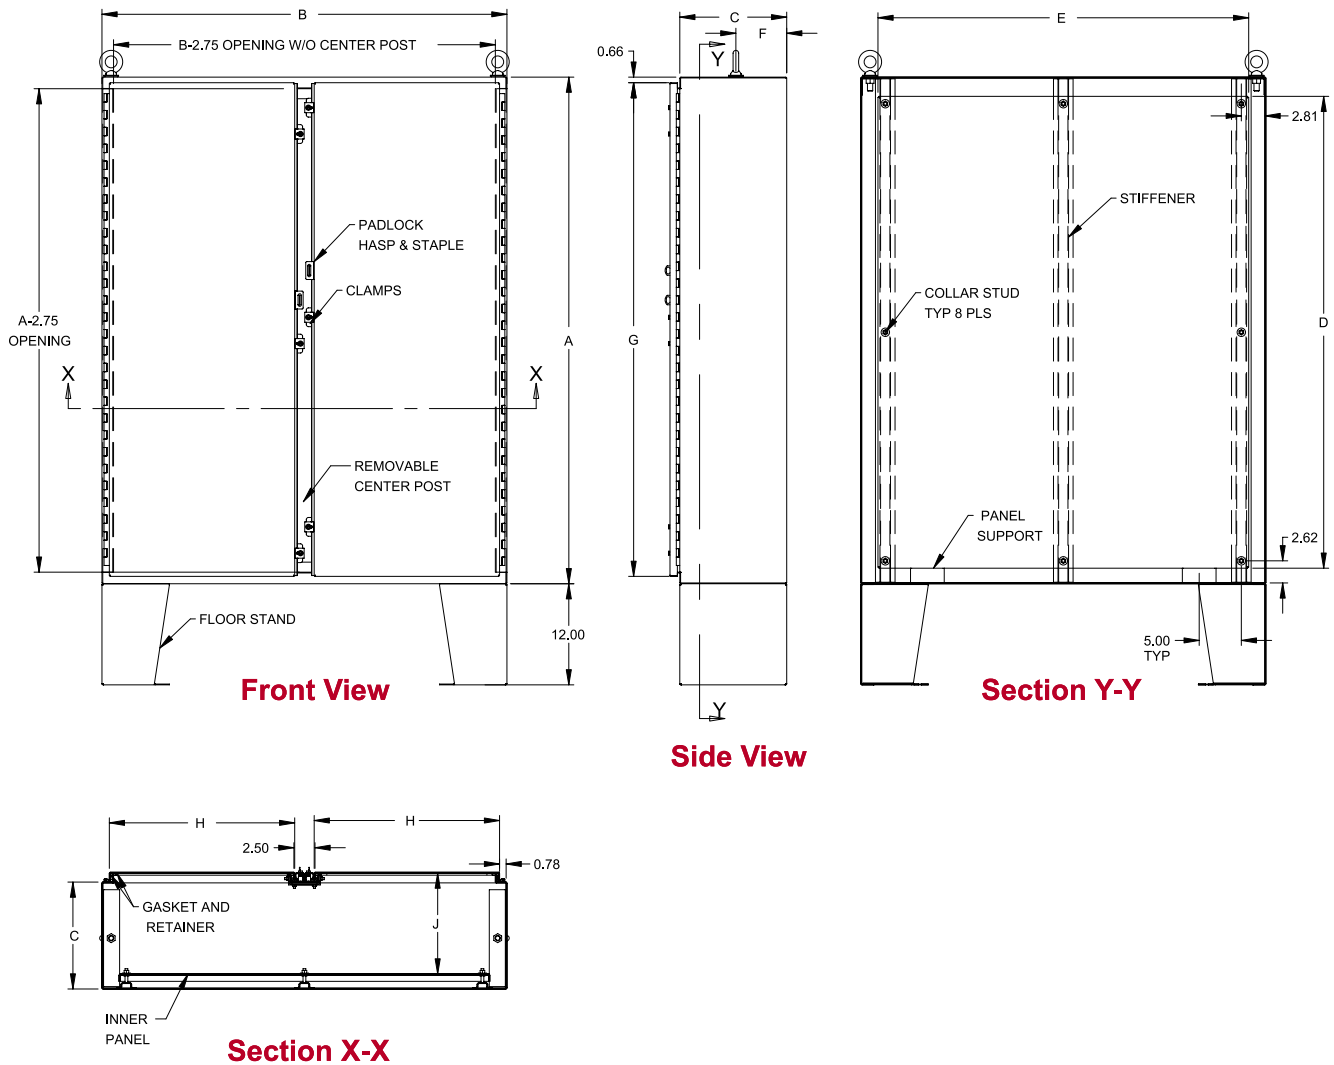 B
B-2.75 OPENING W/O CENTER POST
PADLOCK
HASP & STAPLE
CLAMPS
A-2.75
OPENING
A
X
X
REMOVABLE
CENTER POST
FLOOR STAND
12.00
Front View
C
F
Y
0.66
G
Y
Side View
E
2.81
STIFFENER
COLLAR STUD
TYP 8 PLS
D
PANEL
SUPPORT
2.62
5.00
TYP
Section Y-Y
H
H
2.50
0.78
GASKET AND
RETAINER
C
J
INNER
PANEL
Section X-X